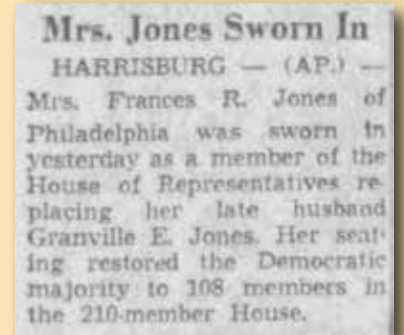 Mrs. Jones Sworn In
HARRISBURG — (AP.) —
Mrs. Frances R. Jones of
Philadelphia was sworn in
yesterday as a member of the
House of Representatives re-
placing her late husband
Granville E. Jones. Her seat-
ing restored the Democratic
majority to 108 members in
the 210-member House.